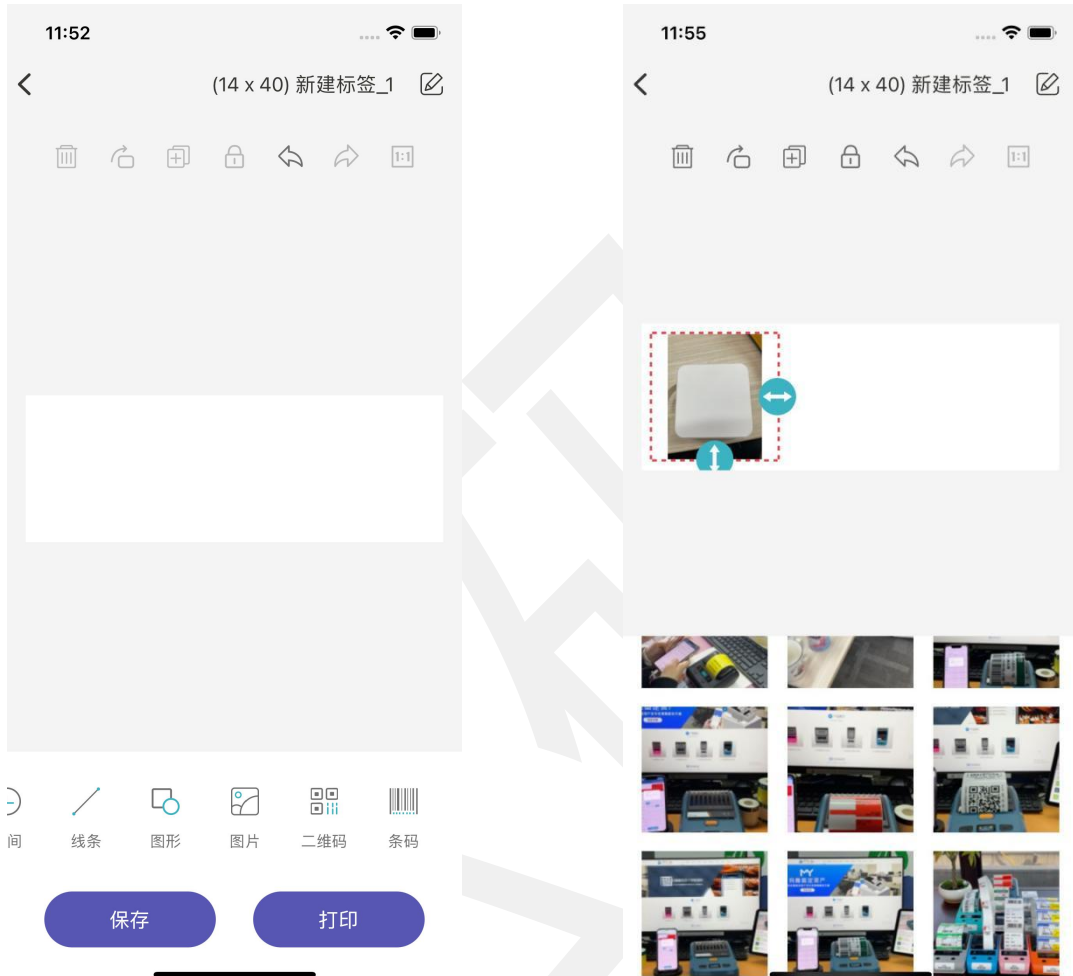 11:52
(14 x 40) 新建标签_1
1:1
间
线条
图形
图片
二维码
条码
保存
打印
11:55
(14 x 40) 新建标签_1
1:1